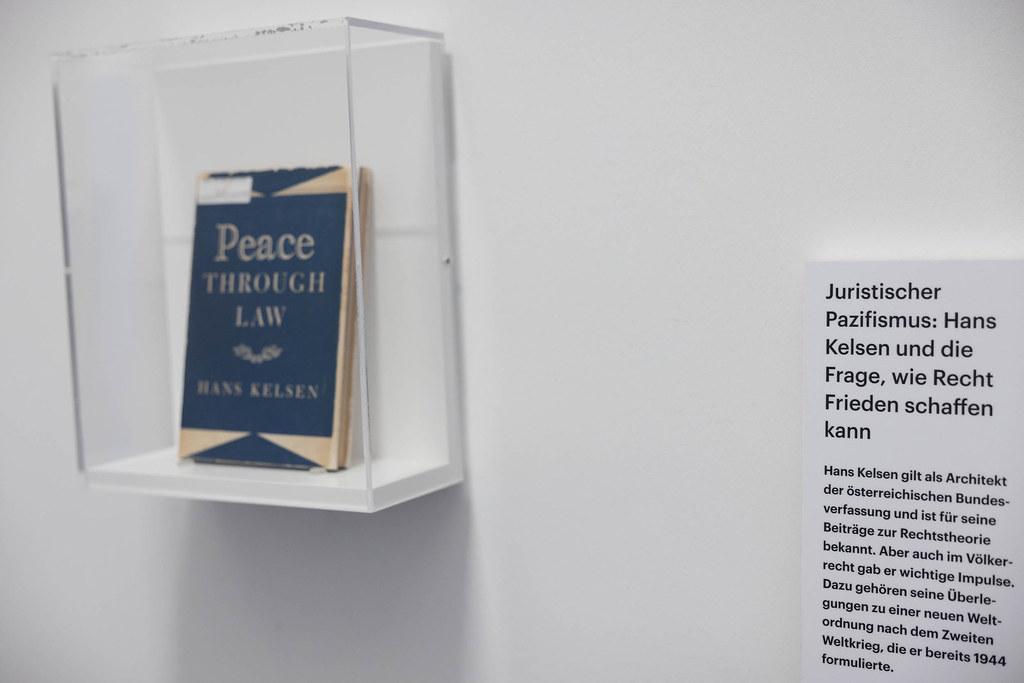 Peace
THROUGH
LAW
HANS KELSEN
Juristischer
Pazifismus: Hans
Kelsen und die
Frage, wie Recht
Frieden schaffen
kann
Hans Kelsen gilt als Architekt
der österreichischen Bundes-
verfassung und ist für seine
Beiträge zur Rechtstheorie
bekannt. Aber auch im Völker-
recht gab er wichtige Impulse.
Dazu gehören seine Überle-
gungen zu einer neuen Welt-
ordnung nach dem Zweiten
Weltkrieg, die er bereits 1944
formulierte.